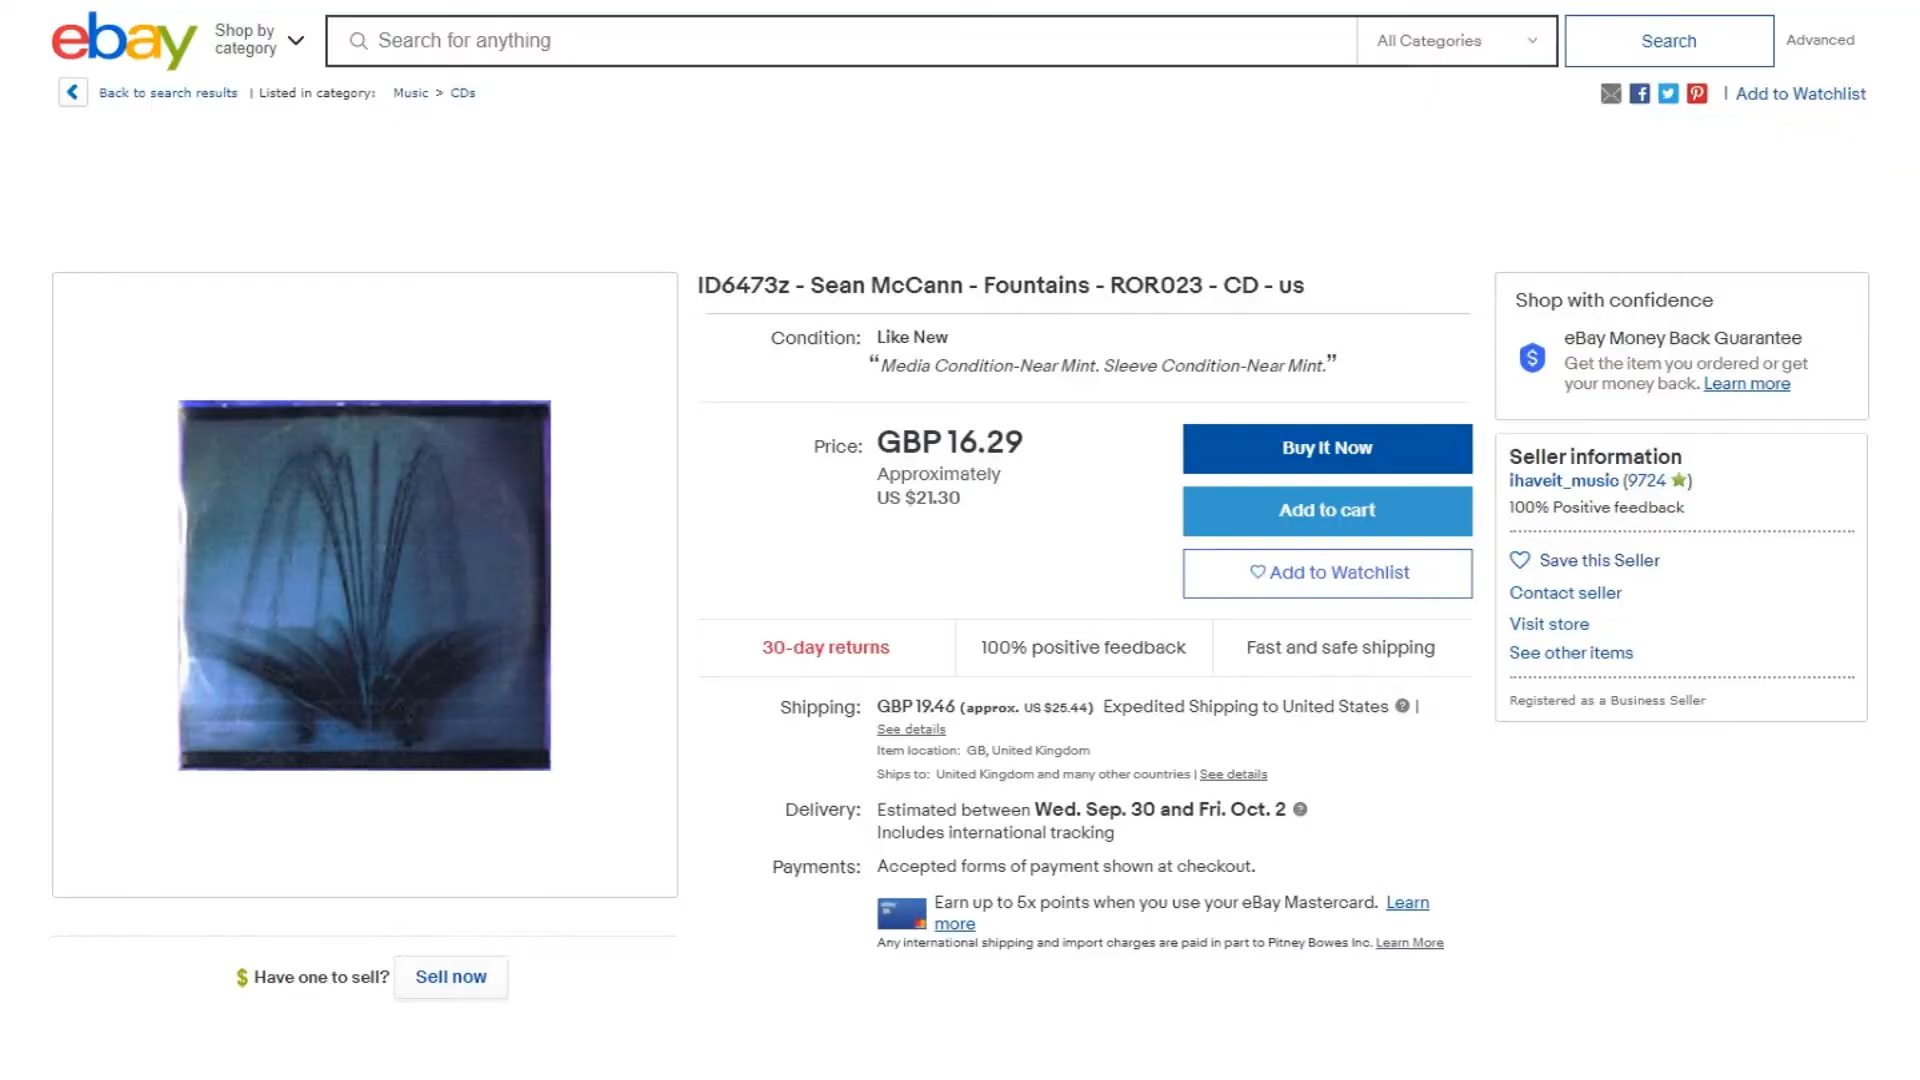 ebay
Shop by
category
Search for anything
All Categories
Search
Advanced
Back to search results | Listed in category: Music > CDs
| Add to Watchlist
ID6473z - Sean McCann - Fountains - ROR023 - CD - us
Condition: Like New
“Media Condition-Near Mint. Sleeve Condition-Near Mint.”
Price: GBP 16.29
Approximately
US $21.30
Buy It Now
Add to cart
Add to Watchlist
30-day returns
100% positive feedback
Fast and safe shipping
Shipping: GBP 19.46 (approx. US $25.44) Expedited Shipping to United States ? |
See details
Item location: GB, United Kingdom
Ships to: United Kingdom and many other countries | See details
Delivery: Estimated between Wed. Sep. 30 and Fri. Oct. 2 ?
Includes international tracking
Payments: Accepted forms of payment shown at checkout.
Earn up to 5x points when you use your eBay Mastercard. Learn
more
Any international shipping and import charges are paid in part to Pitney Bowes Inc. Learn More
$ Have one to sell? Sell now
Shop with confidence
eBay Money Back Guarantee
$ Get the item you ordered or get
your money back. Learn more
Seller information
ihaveit_music (9724 ★)
100% Positive feedback
Save this Seller
Contact seller
Visit store
See other items
Registered as a Business Seller